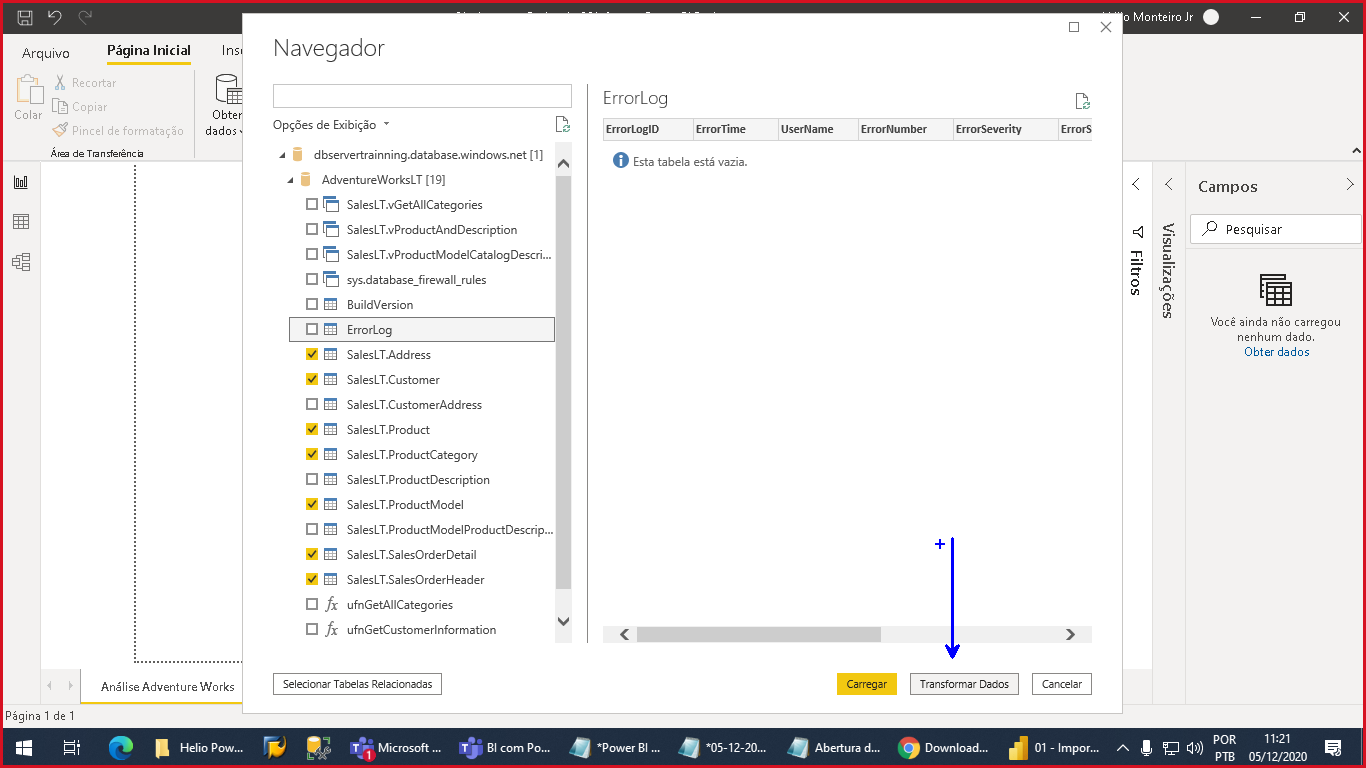 Monteiro Jr
Arquivo
Página Inicial
Ins
Colar
Recortar
Copiar
Pincel de formatação
Área de Transferência
Obter
dados
Navegador
Opções de Exibição
dbservertrainning.database.windows.net [1]
AdventureWorksLT [19]
SalesLT.vGetAllCategories
SalesLT.vProductAndDescription
SalesLT.vProductModelCatalogDescri...
sys.database_firewall_rules
BuildVersion
ErrorLog
SalesLT.Address
SalesLT.Customer
SalesLT.CustomerAddress
SalesLT.Product
SalesLT.ProductCategory
SalesLT.ProductDescription
SalesLT.ProductModel
SalesLT.ProductModelProductDescrip...
SalesLT.SalesOrderDetail
SalesLT.SalesOrderHeader
fx ufnGetAllCategories
fx ufnGetCustomerInformation
Selecionar Tabelas Relacionadas
ErrorLog
ErrorLogID ErrorTime UserName ErrorNumber ErrorSeverity ErrorS
Esta tabela está vazia.
Carregar Transformar Dados Cancelar
Filtros
Visualizações
Campos
Pesquisar
Você ainda não carregou
nenhum dado.
Obter dados
Análise Adventure Works
Página 1 de 1
Helio Pow...
1
Microsoft ...
BI com Po...
*Power BI ...
*05-12-20...
Abertura d...
Download...
01 - Impor...
POR
PTB
11:21
05/12/2020